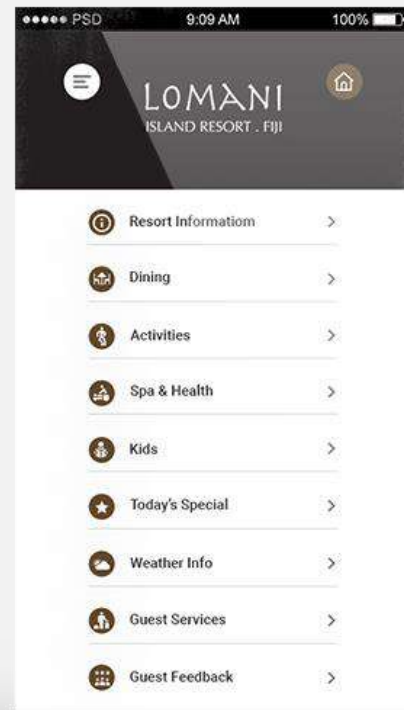 PSD 9:09 AM 100%
LOMANI
ISLAND RESORT . FIJI
Resort Informatiom
Dining
Activities
Spa & Health
Kids
Today's Special
Weather Info
Guest Services
Guest Feedback